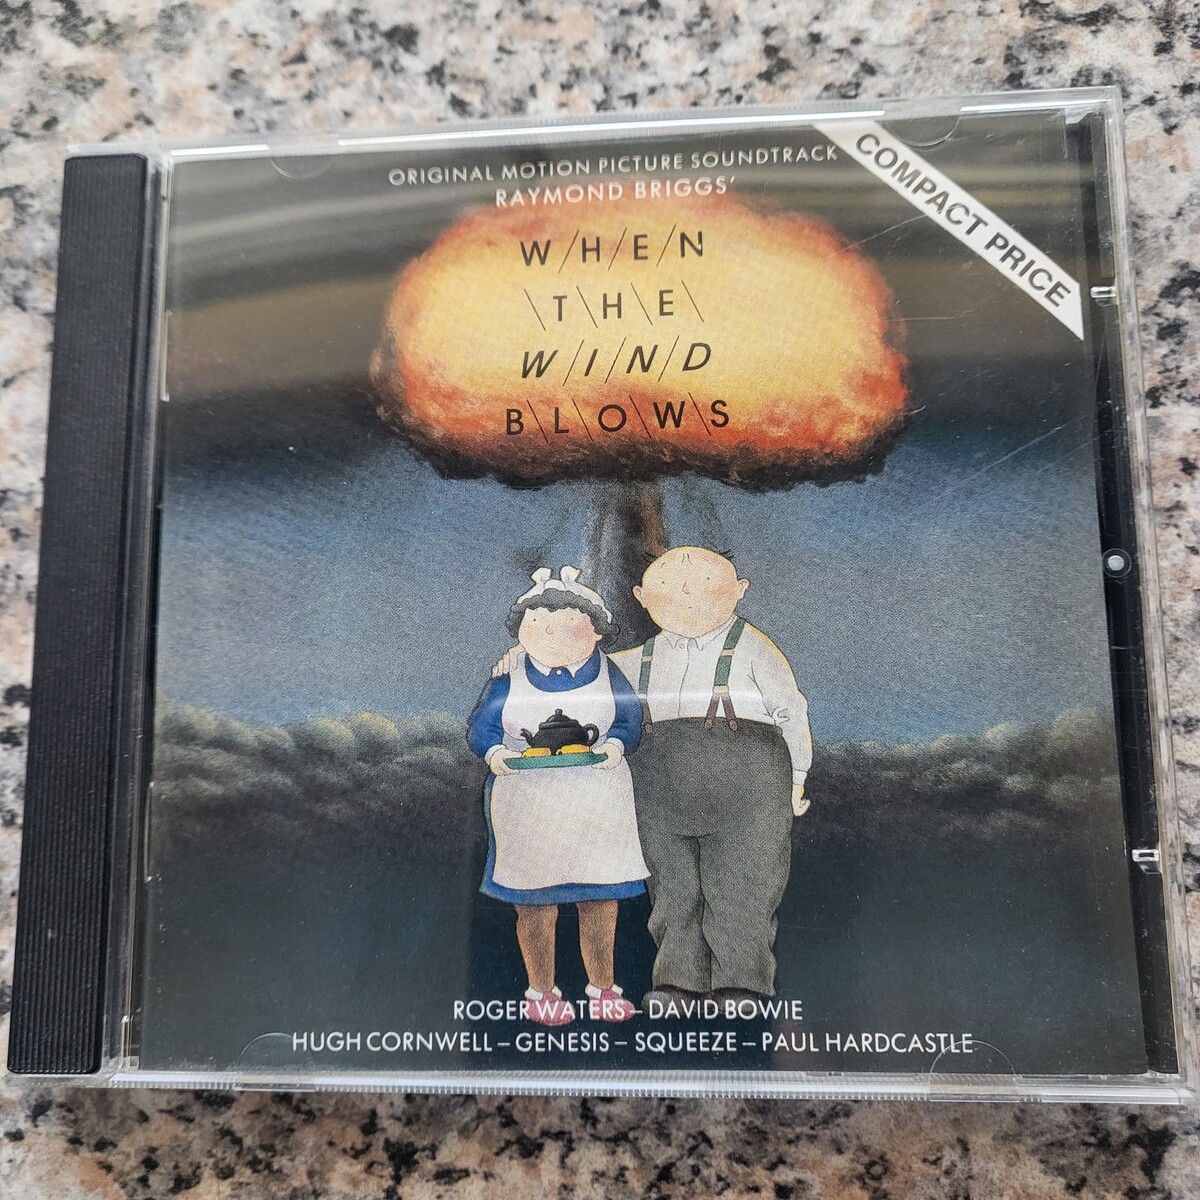 ORIGINAL MOTION PICTURE SOUNDTRACK
RAYMOND BRIGGS'
COMPACT PRICE
W/H/E/N
\T\H\E\
W/I/N/D
B\L\O\W\S
ROGER WATERS – DAVID BOWIE
HUGH CORNWELL – GENESIS – SQUEEZE – PAUL HARDCASTLE